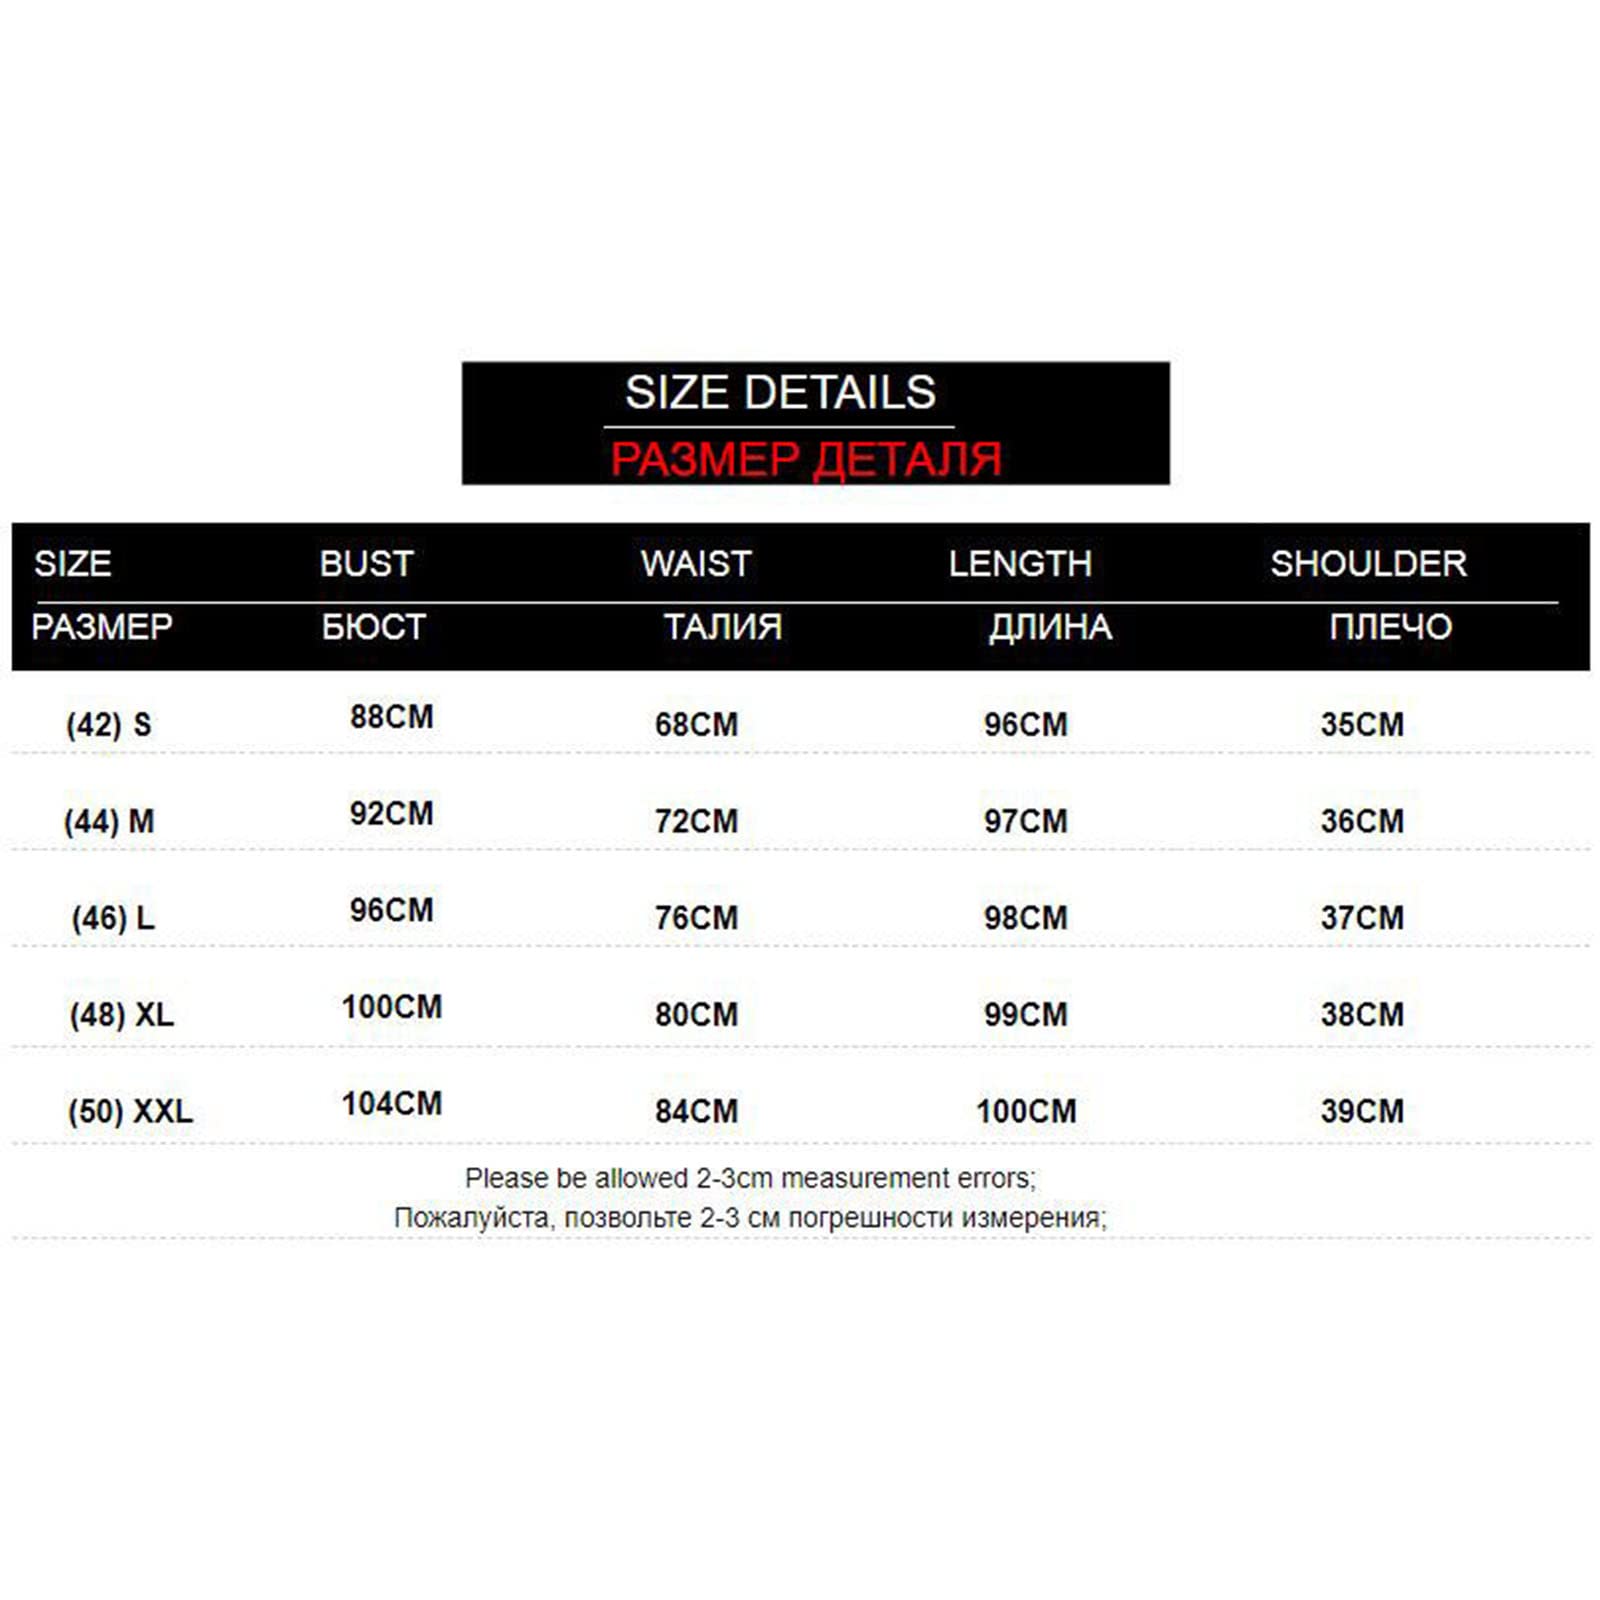 SIZE DETAILS
РАЗМЕР ДЕТАЛЯ
SIZE BUST WAIST LENGTH SHOULDER
РАЗМЕР БЮСТ ТАЛИЯ ДЛИНА ПЛЕЧО
(42) S 88CM 68CM 96CM 35CM
(44) M 92CM 72CM 97CM 36CM
(46) L 96CM 76CM 98CM 37CM
(48) XL 100CM 80CM 99CM 38CM
(50) XXL 104CM 84CM 100CM 39CM
Please be allowed 2-3cm measurement errors;
Пожалуйста, позвольте 2-3 см погрешности измерения;